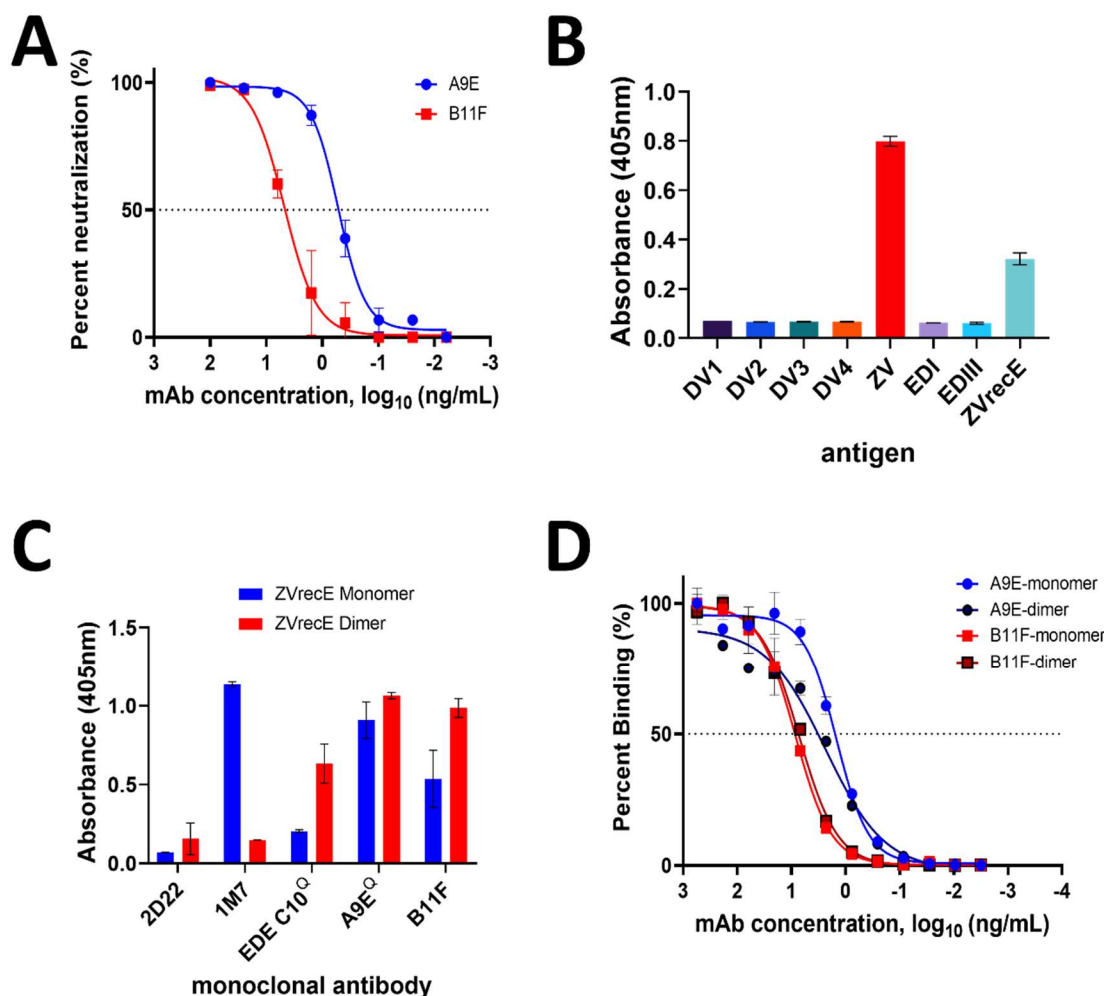 A
Percent neutralization (%)
100
50
0
3 2 1 0 -1 -2 -3
mAb concentration, log10 (ng/mL)
A9E
B11F
B
Absorbance (405nm)
1.0
0.8
0.6
0.4
0.2
0.0
DV1 DV2 DV3 DV4 ZV EDI EDIII ZVrecE
antigen
C
ZVrecE Monomer
ZVrecE Dimer
Absorbance (405nm)
1.5
1.0
0.5
0.0
2D22 1M7 EDE C10Q A9EQ B11F
monoclonal antibody
D
Percent Binding (%)
100
50
0
3 2 1 0 -1 -2 -3 -4
mAb concentration, log10 (ng/mL)
A9E-monomer
A9E-dimer
B11F-monomer
B11F-dimer